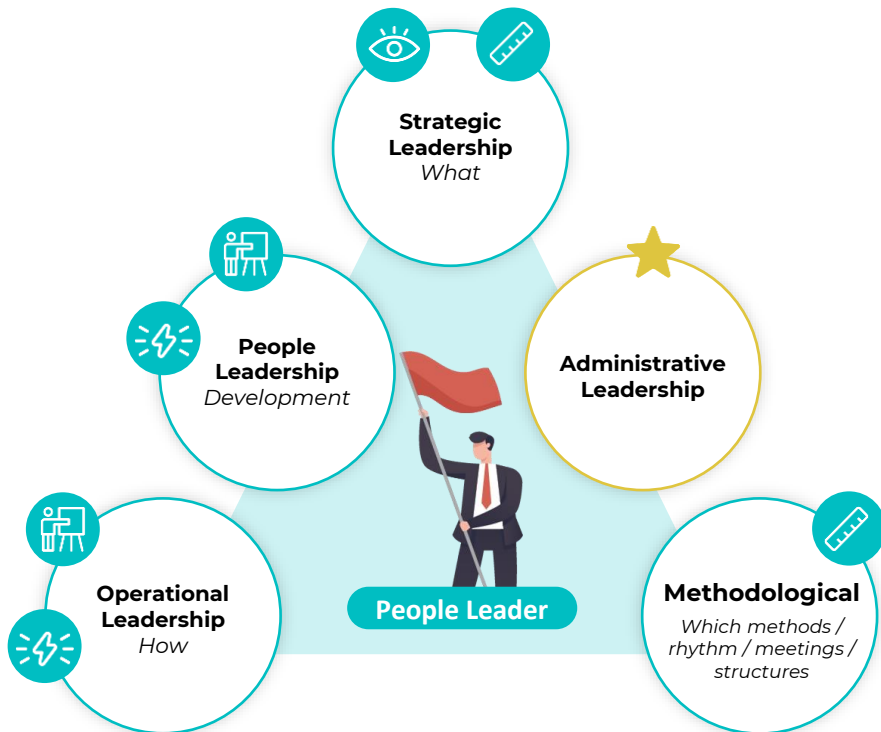 Strategic
Leadership
What
People
Leadership
Development
Administrative
Leadership
Operational
Leadership
How
People Leader
Methodological
Which methods /
rhythm / meetings /
structures